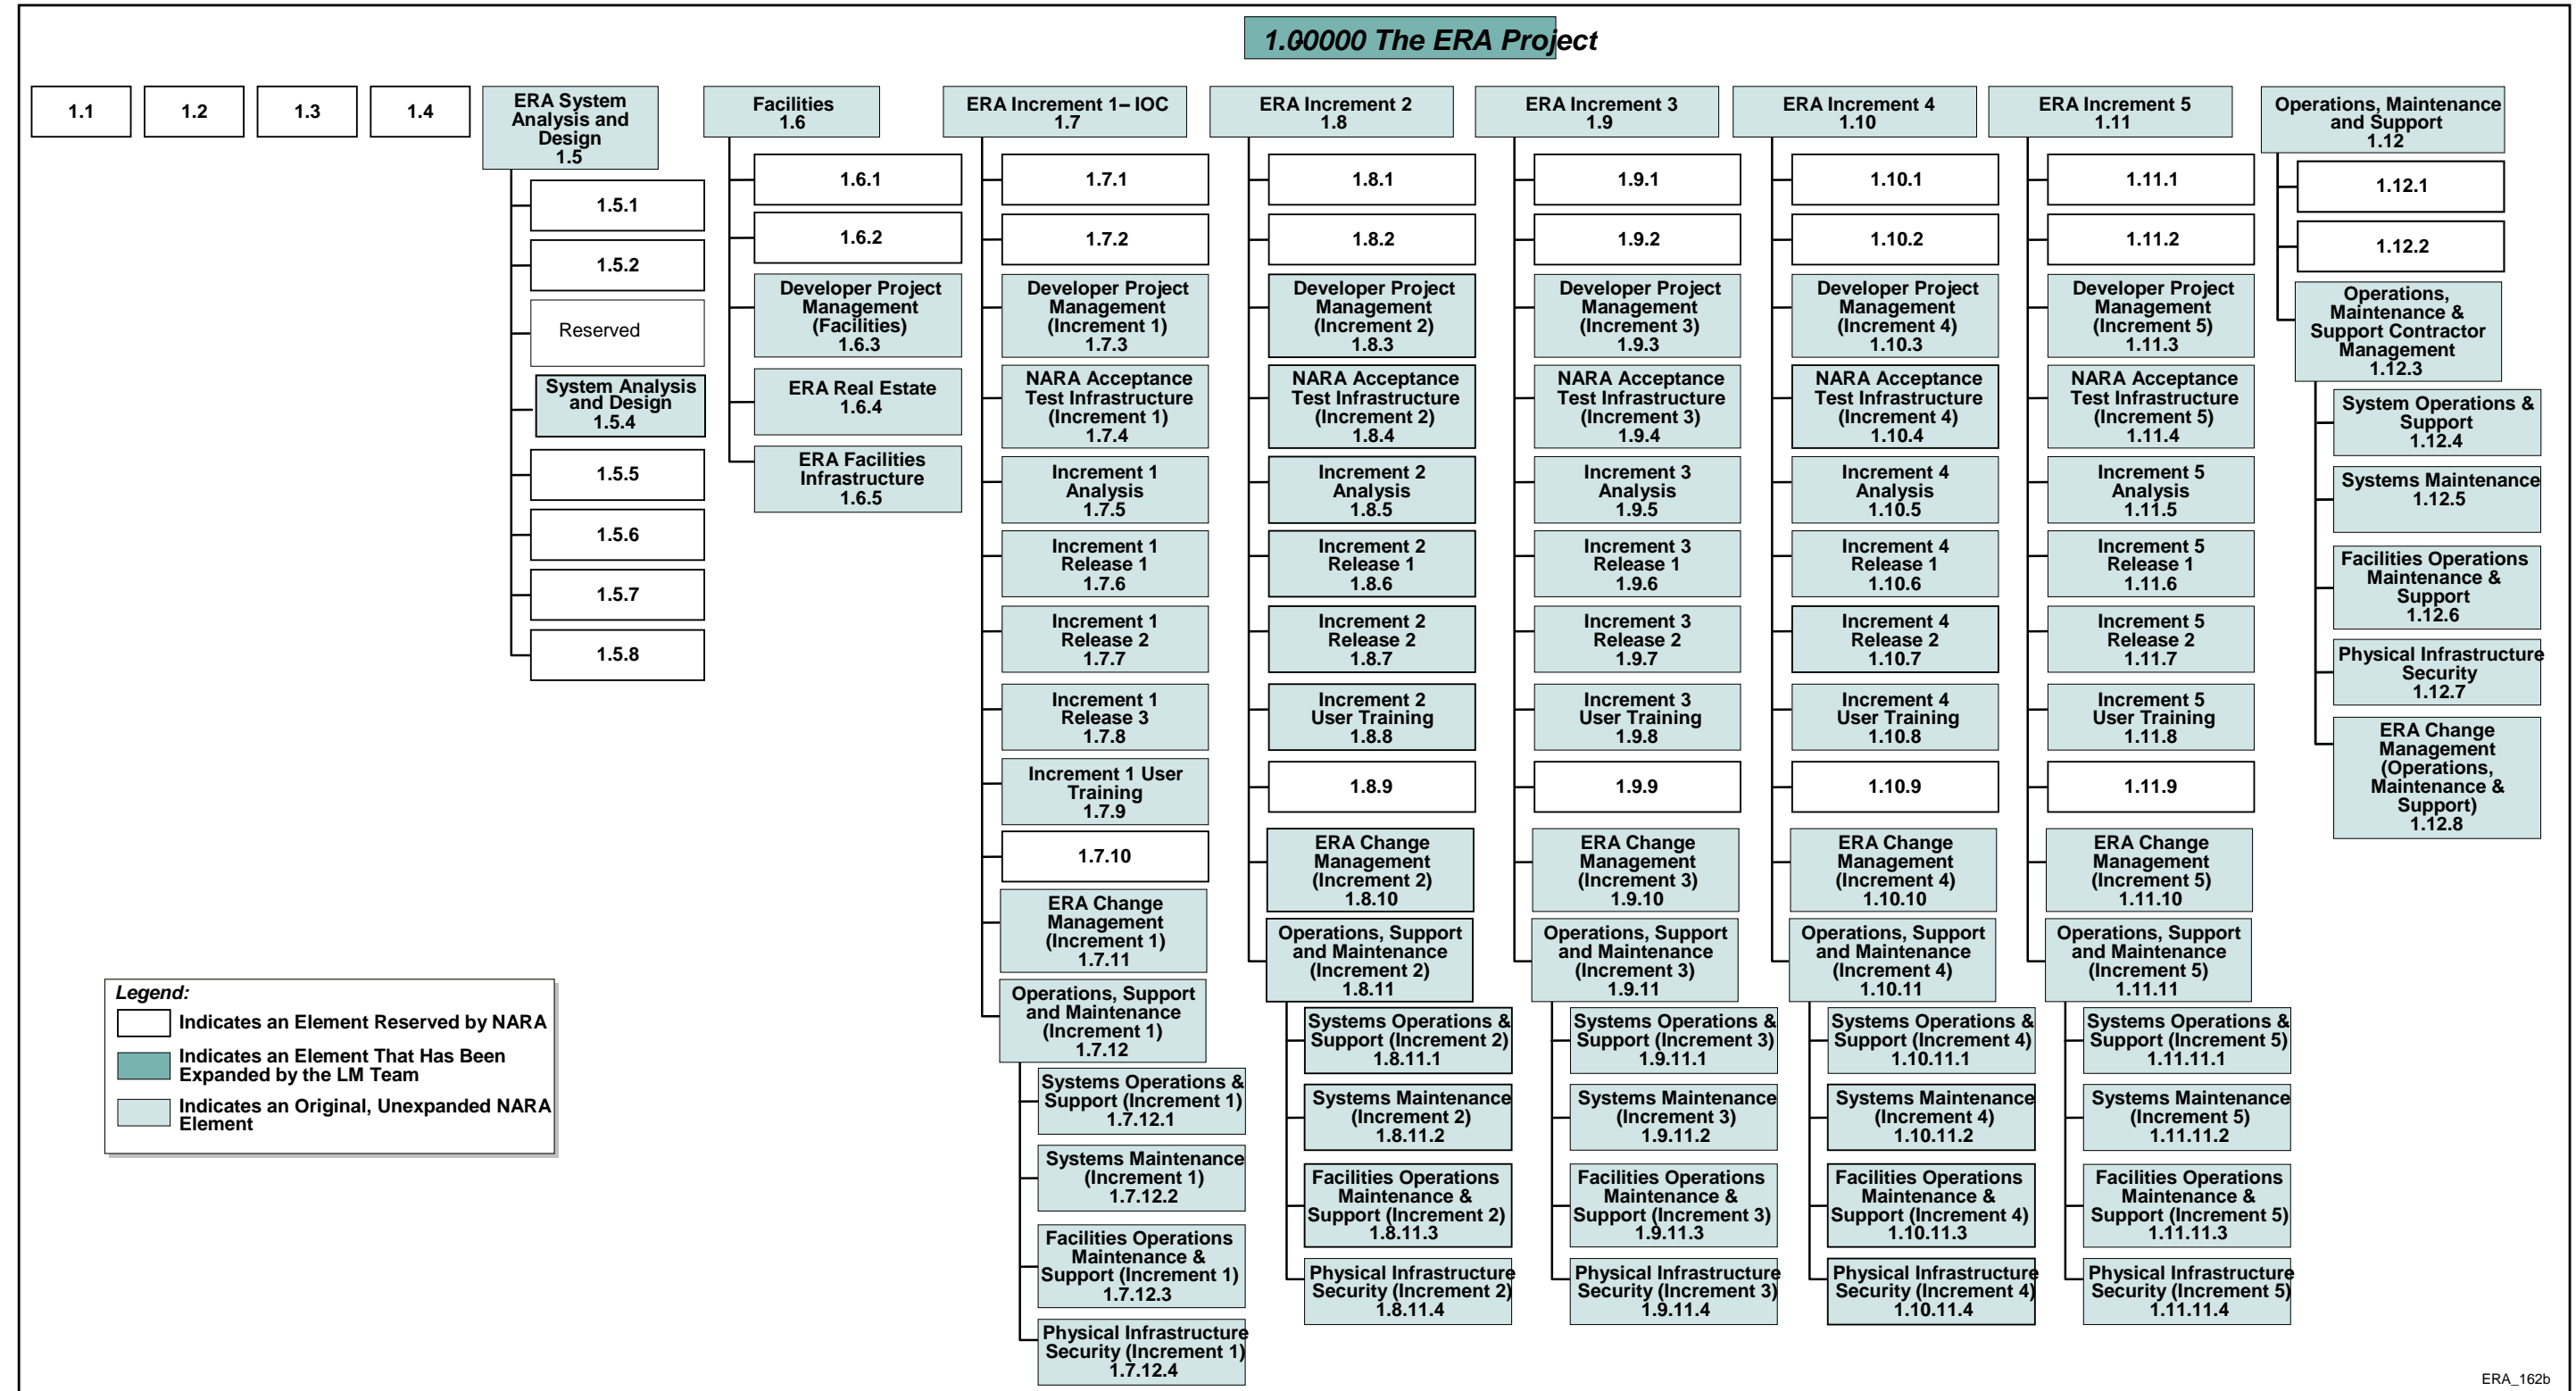 1.00000 The ERA Project
1.1
1.2
1.3
1.4
ERA System
Analysis and
Design
1.5
1.5.1
1.5.2
Reserved
System Analysis
and Design
1.5.4
1.5.5
1.5.6
1.5.7
1.5.8
Facilities
1.6
1.6.1
1.6.2
Developer Project
Management
(Facilities)
1.6.3
ERA Real Estate
1.6.4
ERA Facilities
Infrastructure
1.6.5
ERA Increment 1– IOC
1.7
1.7.1
1.7.2
Developer Project
Management
(Increment 1)
1.7.3
NARA Acceptance
Test Infrastructure
(Increment 1)
1.7.4
Increment 1
Analysis
1.7.5
Increment 1
Release 1
1.7.6
Increment 1
Release 2
1.7.7
Increment 1
Release 3
1.7.8
Increment 1 User
Training
1.7.9
1.7.10
ERA Change
Management
(Increment 1)
1.7.11
Operations, Support
and Maintenance
(Increment 1)
1.7.12
Systems Operations &
Support (Increment 1)
1.7.12.1
Systems Maintenance
(Increment 1)
1.7.12.2
Facilities Operations
Maintenance &
Support (Increment 1)
1.7.12.3
Physical Infrastructure
Security (Increment 1)
1.7.12.4
ERA Increment 2
1.8
1.8.1
1.8.2
Developer Project
Management
(Increment 2)
1.8.3
NARA Acceptance
Test Infrastructure
(Increment 2)
1.8.4
Increment 2
Analysis
1.8.5
Increment 2
Release 1
1.8.6
Increment 2
Release 2
1.8.7
Increment 2
User Training
1.8.8
1.8.9
ERA Change
Management
(Increment 2)
1.8.10
Operations, Support
and Maintenance
(Increment 2)
1.8.11
Systems Operations &
Support (Increment 2)
1.8.11.1
Systems Maintenance
(Increment 2)
1.8.11.2
Facilities Operations
Maintenance &
Support (Increment 2)
1.8.11.3
Physical Infrastructure
Security (Increment 2)
1.8.11.4
ERA Increment 3
1.9
1.9.1
1.9.2
Developer Project
Management
(Increment 3)
1.9.3
NARA Acceptance
Test Infrastructure
(Increment 3)
1.9.4
Increment 3
Analysis
1.9.5
Increment 3
Release 1
1.9.6
Increment 3
Release 2
1.9.7
Increment 3
User Training
1.9.8
1.9.9
ERA Change
Management
(Increment 3)
1.9.10
Operations, Support
and Maintenance
(Increment 3)
1.9.11
Systems Operations &
Support (Increment 3)
1.9.11.1
Systems Maintenance
(Increment 3)
1.9.11.2
Facilities Operations
Maintenance &
Support (Increment 3)
1.9.11.3
Physical Infrastructure
Security (Increment 3)
1.9.11.4
ERA Increment 4
1.10
1.10.1
1.10.2
Developer Project
Management
(Increment 4)
1.10.3
NARA Acceptance
Test Infrastructure
(Increment 4)
1.10.4
Increment 4
Analysis
1.10.5
Increment 4
Release 1
1.10.6
Increment 4
Release 2
1.10.7
Increment 4
User Training
1.10.8
1.10.9
ERA Change
Management
(Increment 4)
1.10.10
Operations, Support
and Maintenance
(Increment 4)
1.10.11
Systems Operations &
Support (Increment 4)
1.10.11.1
Systems Maintenance
(Increment 4)
1.10.11.2
Facilities Operations
Maintenance &
Support (Increment 4)
1.10.11.3
Physical Infrastructure
Security (Increment 4)
1.10.11.4
ERA Increment 5
1.11
1.11.1
1.11.2
Developer Project
Management
(Increment 5)
1.11.3
NARA Acceptance
Test Infrastructure
(Increment 5)
1.11.4
Increment 5
Analysis
1.11.5
Increment 5
Release 1
1.11.6
Increment 5
Release 2
1.11.7
Increment 5
User Training
1.11.8
1.11.9
ERA Change
Management
(Increment 5)
1.11.10
Operations, Support
and Maintenance
(Increment 5)
1.11.11
Systems Operations &
Support (Increment 5)
1.11.11.1
Systems Maintenance
(Increment 5)
1.11.11.2
Facilities Operations
Maintenance &
Support (Increment 5)
1.11.11.3
Physical Infrastructure
Security (Increment 5)
1.11.11.4
Operations, Maintenance
and Support
1.12
1.12.1
1.12.2
Operations,
Maintenance &
Support Contractor
Management
1.12.3
System Operations &
Support
1.12.4
Systems Maintenance
1.12.5
Facilities Operations
Maintenance &
Support
1.12.6
Physical Infrastructure
Security
1.12.7
ERA Change
Management
(Operations,
Maintenance &
Support)
1.12.8
Legend:
Indicates an Element Reserved by NARA
Indicates an Element That Has Been
Expanded by the LM Team
Indicates an Original, Unexpanded NARA
Element
ERA_162b